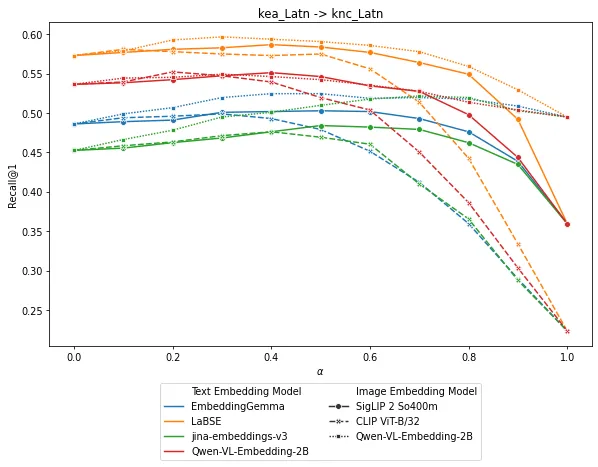 kea_Latn -> knc_Latn
Recall@1
0.60
0.55
0.50
0.45
0.40
0.35
0.30
0.25
0.0 0.2 0.4 0.6 0.8 1.0
α
Text Embedding Model Image Embedding Model
EmbeddingGemma SigLIP 2 So400m
LaBSE CLIP ViT-B/32
jina-embeddings-v3 Qwen-VL-Embedding-2B
Qwen-VL-Embedding-2B